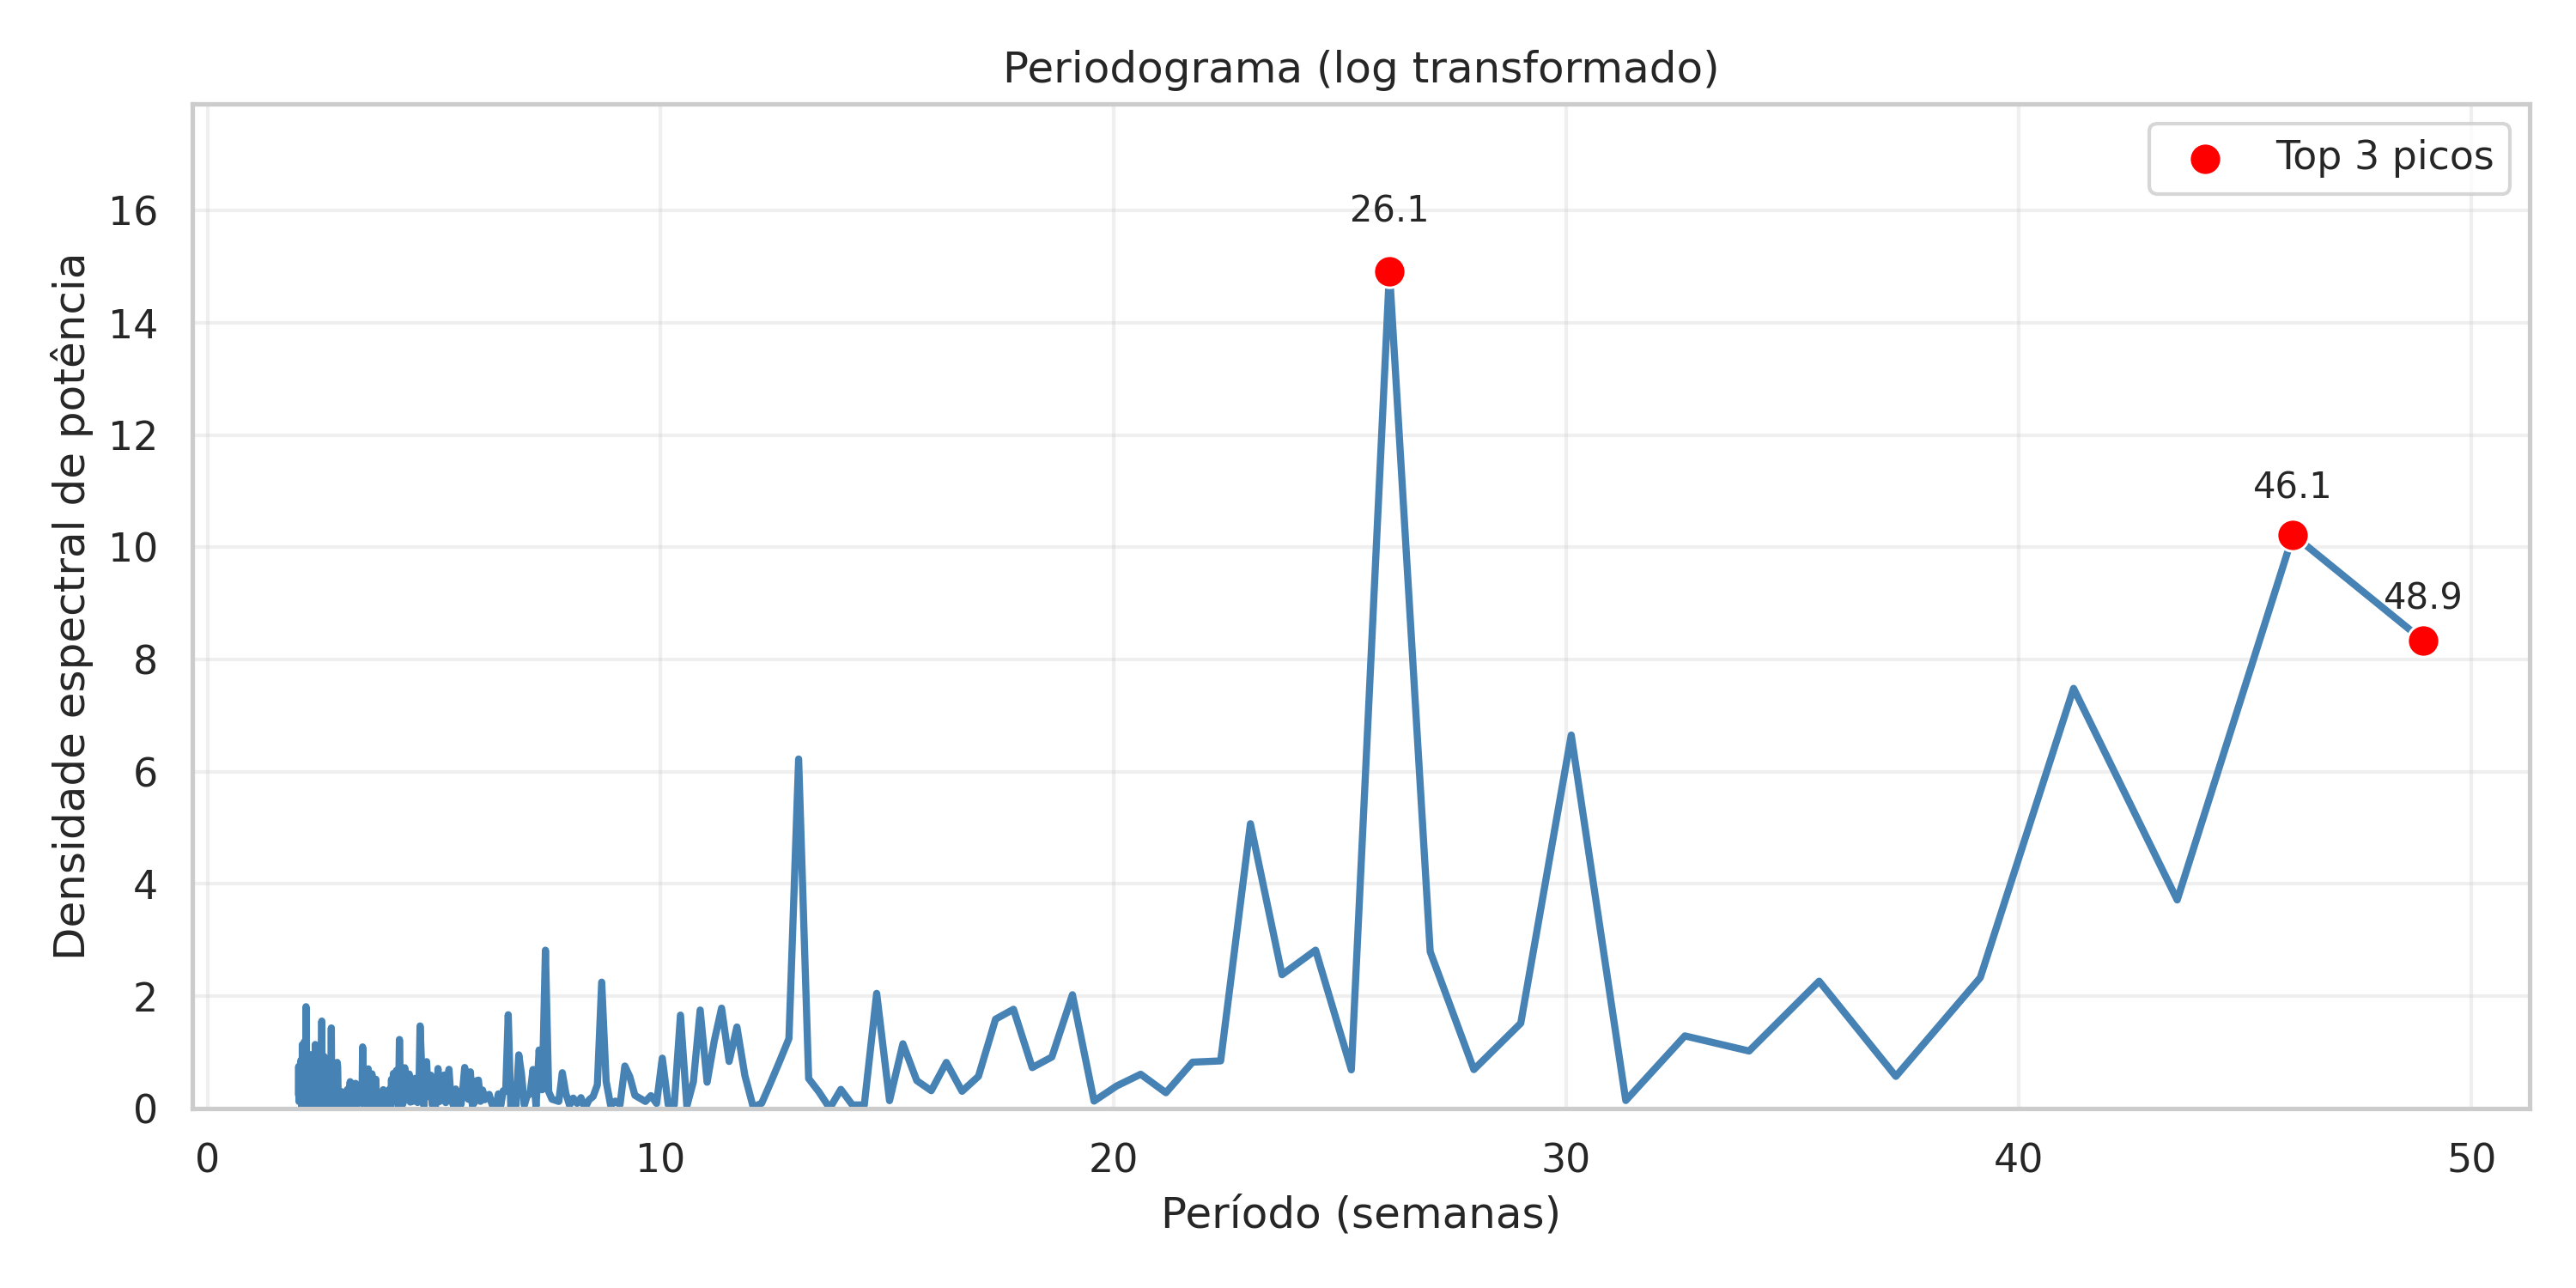 Periodograma (log transformado)
Top 3 picos
26.1
46.1
48.9
Densidade espectral de potência
16
14
12
10
8
6
4
2
0
0 10 20 30 40 50
Período (semanas)